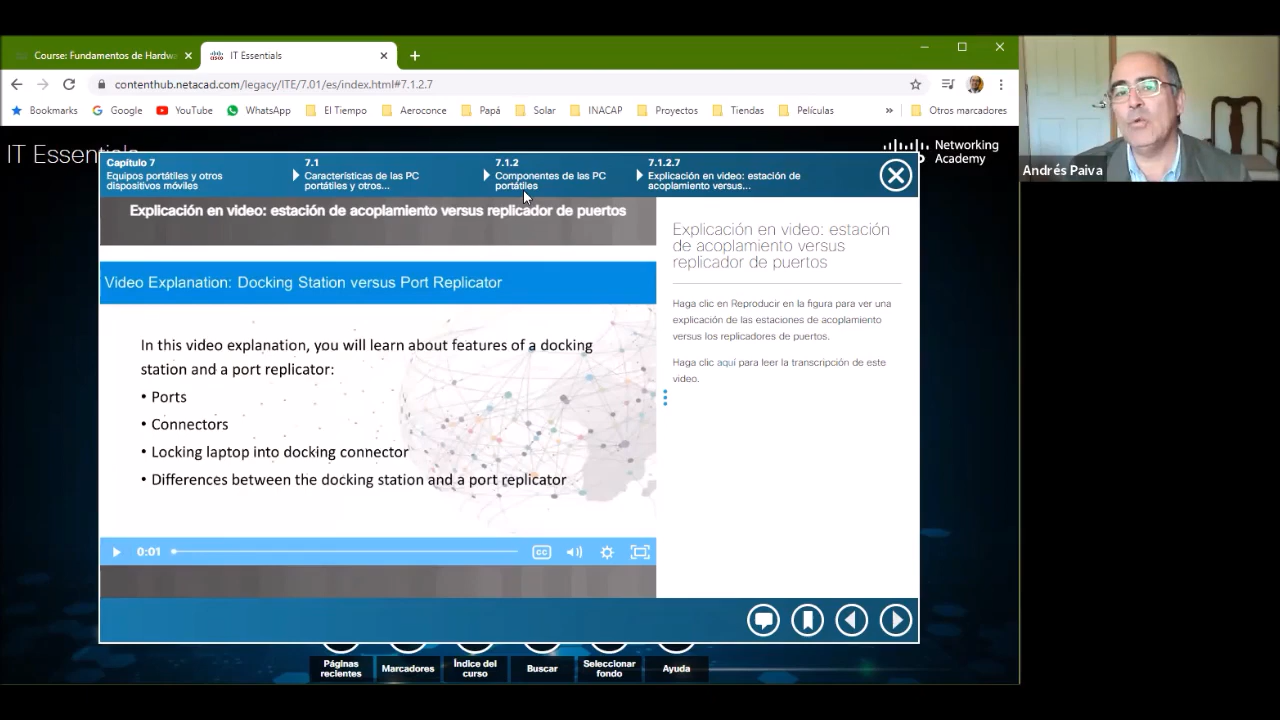 Course: Fundamentos de Hardwa
IT Essentials
contenthub.netacad.com/legacy/ITE/7.01/es/index.html#7.1.2.7
Bookmarks Google YouTube WhatsApp El Tiempo Aeroconce Papá Solar INACAP Proyectos Tiendas Películas » Otros marcadores
IT Essentials
Networking
Academy
Andrés Paiva
Capítulo 7
Equipos portátiles y otros
dispositivos móviles
7.1
Características de las PC
portátiles y otros...
7.1.2
Componentes de las PC
portátiles
7.1.2.7
Explicación en video: estación de
acoplamiento versus...
Explicación en video: estación de acoplamiento versus replicador de puertos
Video Explanation: Docking Station versus Port Replicator
In this video explanation, you will learn about features of a docking
station and a port replicator:
• Ports
• Connectors
• Locking laptop into docking connector
• Differences between the docking station and a port replicator
0:01
CC
Explicación en video: estación
de acoplamiento versus
replicador de puertos
Haga clic en Reproducir en la figura para ver una
explicación de las estaciones de acoplamiento
versus los replicadores de puertos.
Haga clic aquí para leer la transcripción de este
video.
Páginas
recientes
Marcadores
Índice del
curso
Buscar
Seleccionar
fondo
Ayuda